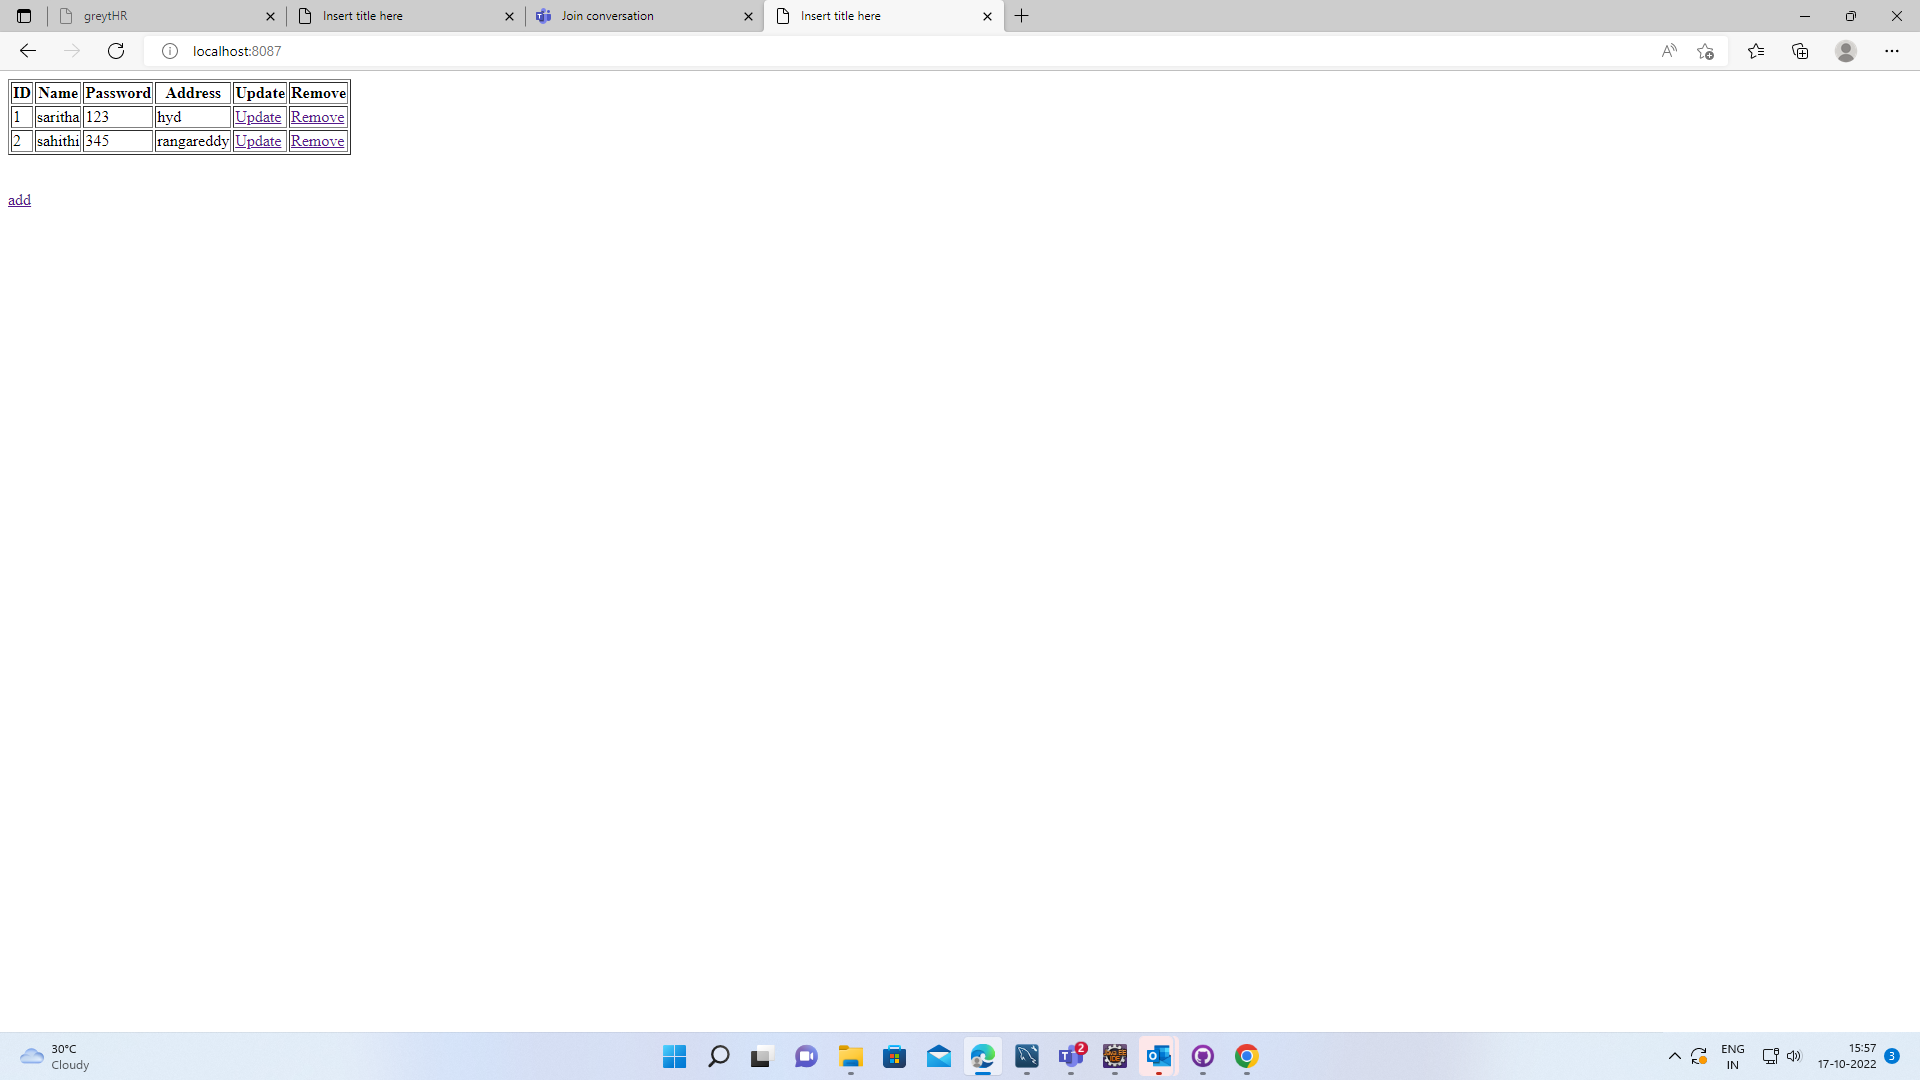 greytHR
Insert title here
Join conversation
Insert title here
localhost:8087
ID Name Password Address Update Remove
1 saritha 123 hyd Update Remove
2 sahithi 345 rangareddy Update Remove
add
30°C
Cloudy
2
ENG
IN
15:57
17-10-2022
3